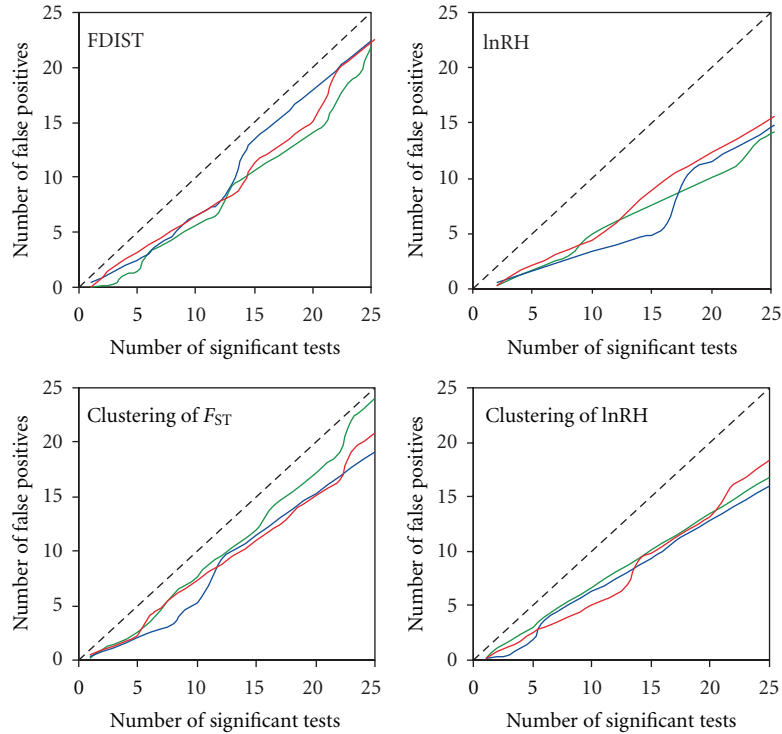 FDIST
Number of false positives
25
20
15
10
5
0
0 5 10 15 20 25
Number of significant tests
lnRH
Number of false positives
25
20
15
10
5
0
0 5 10 15 20 25
Number of significant tests
Clustering of FST
Number of false positives
25
20
15
10
5
0
0 5 10 15 20 25
Number of significant tests
Clustering of lnRH
Number of false positives
25
20
15
10
5
0
0 5 10 15 20 25
Number of significant tests